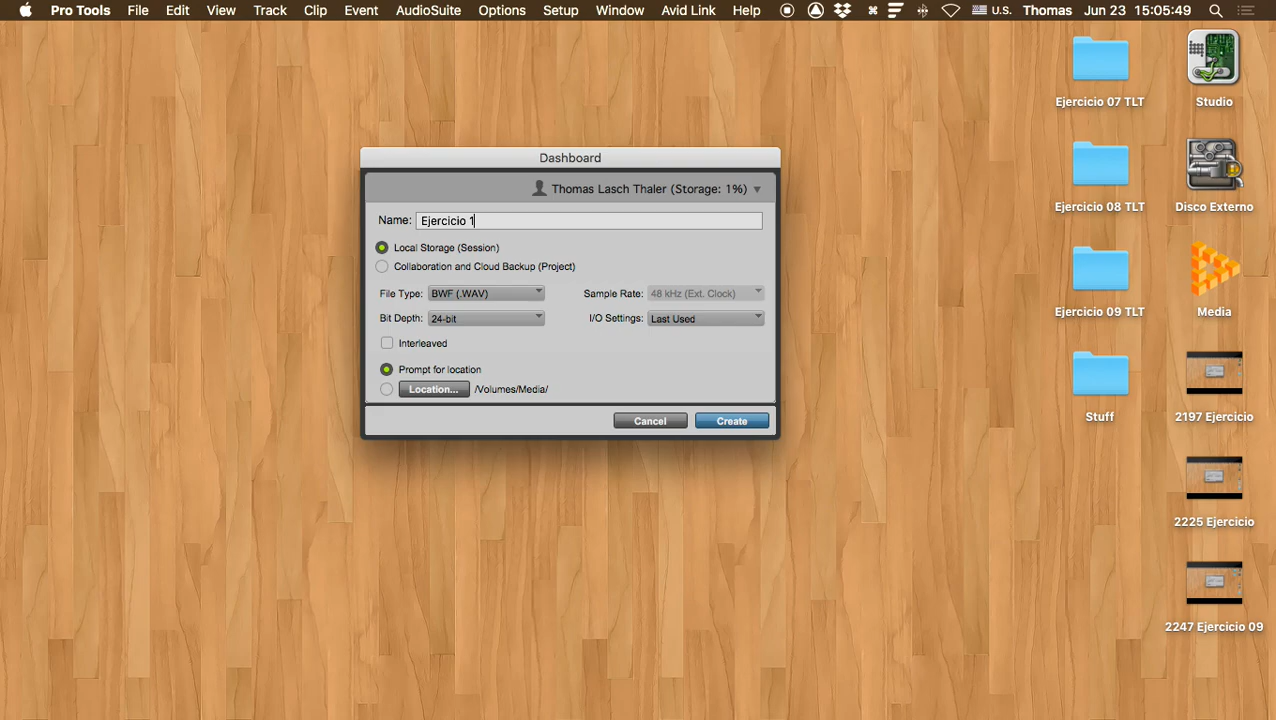 Pro Tools File Edit View Track Clip Event AudioSuite Options Setup Window Avid Link Help U.S. Thomas Jun 23 15:05:49
Dashboard
Thomas Lasch Thaler (Storage: 1%)
Name: Ejercicio 1
Local Storage (Session)
Collaboration and Cloud Backup (Project)
File Type: BWF (.WAV) Sample Rate: 48 kHz (Ext. Clock)
Bit Depth: 24-bit I/O Settings: Last Used
Interleaved
Prompt for location
Location... /Volumes/Media/
Cancel Create
Ejercicio 07 TLT Studio
Ejercicio 08 TLT Disco Externo
Ejercicio 09 TLT Media
Stuff 2197 Ejercicio
2225 Ejercicio
2247 Ejercicio 09